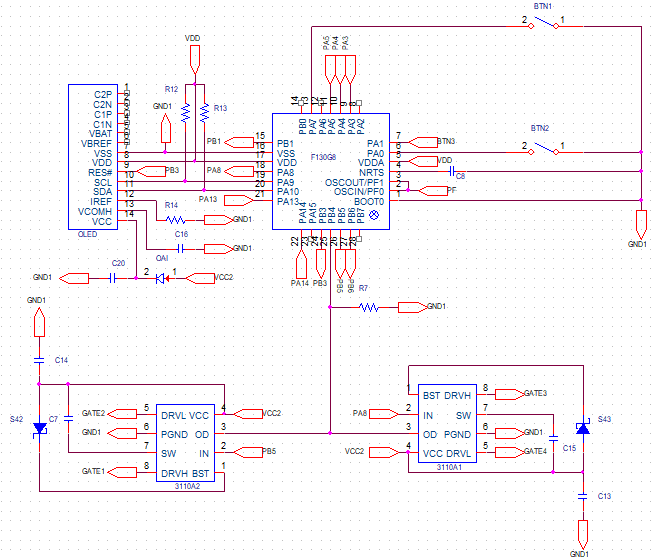 BTN1
2 1
VDD
PA5
PA4
PA3
R12
R13
GND1
OLED
C2P 1
C2N 2
C1P 3
C1N 4
VBAT 5
VBREF 6
VSS 7
VDD 8
RES# 9
SCL 10
SDA 11
IREF 12
VCOMH 13
VCC 14
PB3
14 13 12 11 10 9 8
PB0 PA7 PA6 PA5 PA4 PA3 PA2
F130G8
PB1 15 PB1
16 VSS
17 VDD
PA8 18 PA8
19 PA9
20 PA10
PA13 21 PA13
PA1 7 BTN3
PA0 6
VDDA 5 VDD
NRTS 4
OSCOUT/PF1 3
OSCIN/PF0 2 PF
BOOT0 1
C8
BTN2
2 1
GND1
PA14 PA15 PB3 PB4 PB5 PB6 PB7
22 23 24 25 26 27 28
PA14
PB3
PB5
PB6
R14
GND1
C16
GND1
GND1
C20
2 1
OAI
VCC2
R7
GND1
GND1
C14
S42
C7
GATE2 5 DRVL VCC 4 VCC2
GND1 6 PGND OD 3
7 SW IN 2 PB5
GATE1 8 DRVH BST 1
3110A2
1 BST DRVH 8 GATE3
PA8 2 IN SW 7
3 OD PGND 6 GND1
VCC2 4 VCC DRVL 5 GATE4
3110A1
C15
S43
C13
GND1